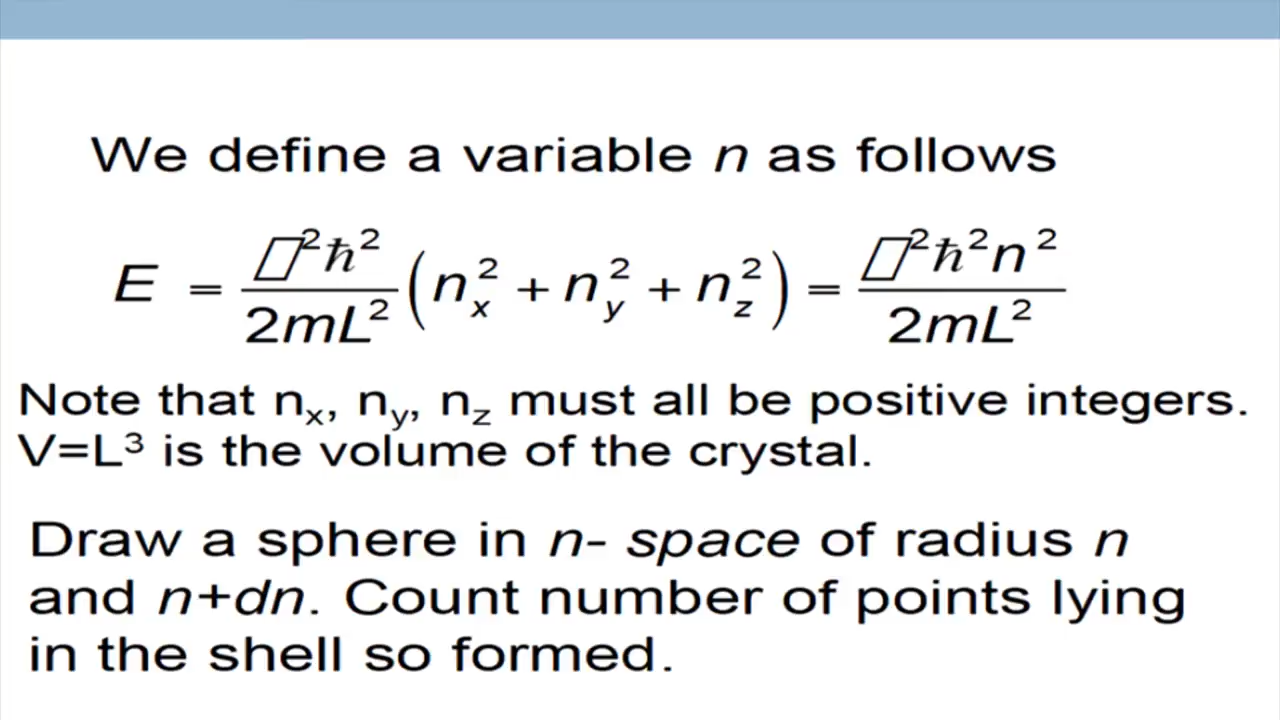 We define a variable n as follows
E = □²ħ²/2mL² (nₓ² + n_y² + n_z²) = □²ħ²n²/2mL²
Note that nₓ, n_y, n_z must all be positive integers.
V=L³ is the volume of the crystal.
Draw a sphere in n- space of radius n
and n+dn. Count number of points lying
in the shell so formed.